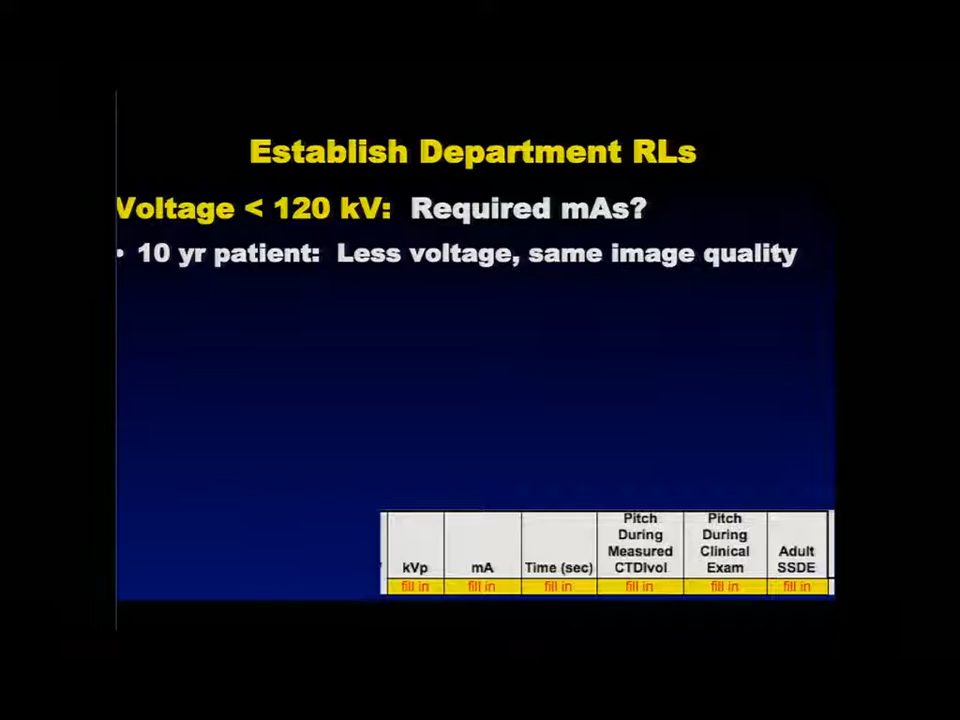 Establish Department RLs
Voltage < 120 kV: Required mAs?
• 10 yr patient: Less voltage, same image quality
kVp
mA
Time (sec)
Pitch
During
Measured
CTDIvol
Pitch
During
Clinical
Exam
Adult
SSDE
fill in fill in fill in fill in fill in fill in